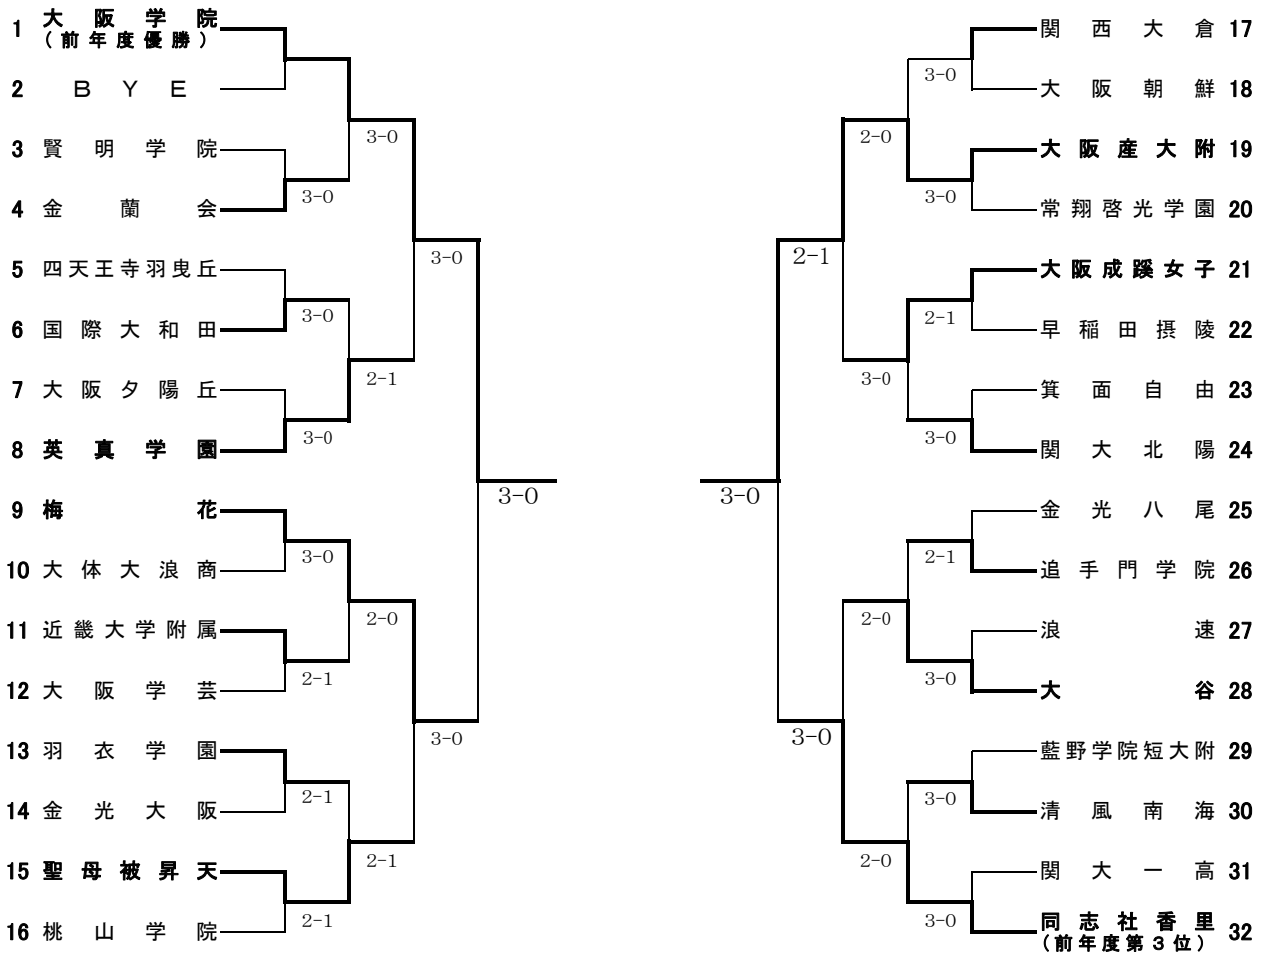 1 大阪学院
(前年度優勝)
2 BYE
3 賢明学院
4 金蘭会
5 四天王寺羽曳丘
6 国際大和田
7 大阪夕陽丘
8 英真学園
9 梅花
10 大体大浪商
11 近畿大学附属
12 大阪学芸
13 羽衣学園
14 金光大阪
15 聖母被昇天
16 桃山学院
3-0
3-0
3-0
3-0
2-1
2-1
2-1
3-0
2-1
2-0
2-1
3-0
3-0
3-0
3-0
2-1
3-0
2-0
3-0
2-1
3-0
3-0
2-0
2-0
3-0
3-0
2-1
3-0
2-1
3-0
3-0
関西大倉 17
大阪朝鮮 18
大阪産大附 19
常翔啓光学園 20
大阪成蹊女子 21
早稲田摂陵 22
箕面自由 23
関大北陽 24
金光八尾 25
追手門学院 26
浪速 27
大谷 28
藍野学院短大附 29
清風南海 30
関大一高 31
同志社香里 32
(前年度第3位)